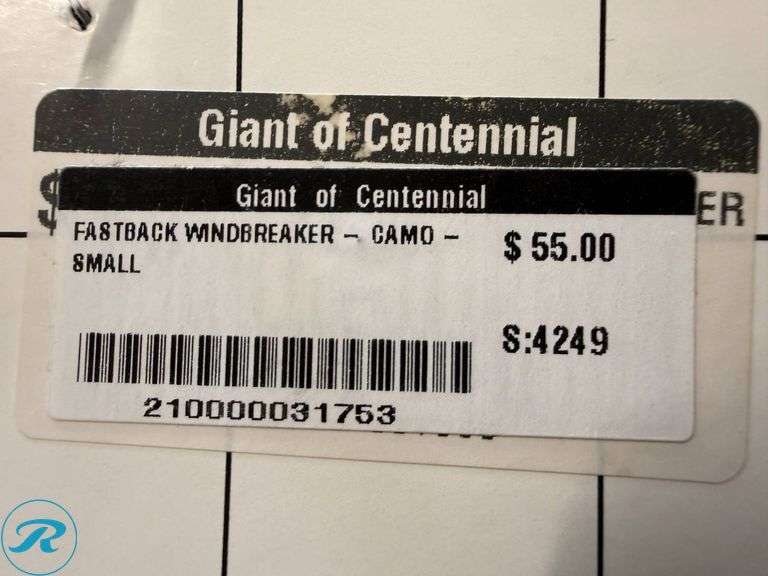 Giant of Centennial
$ ER
Giant of Centennial
FASTBACK WINDBREAKER – CAMO –
SMALL
$ 55.00
S:4249
210000031753
R